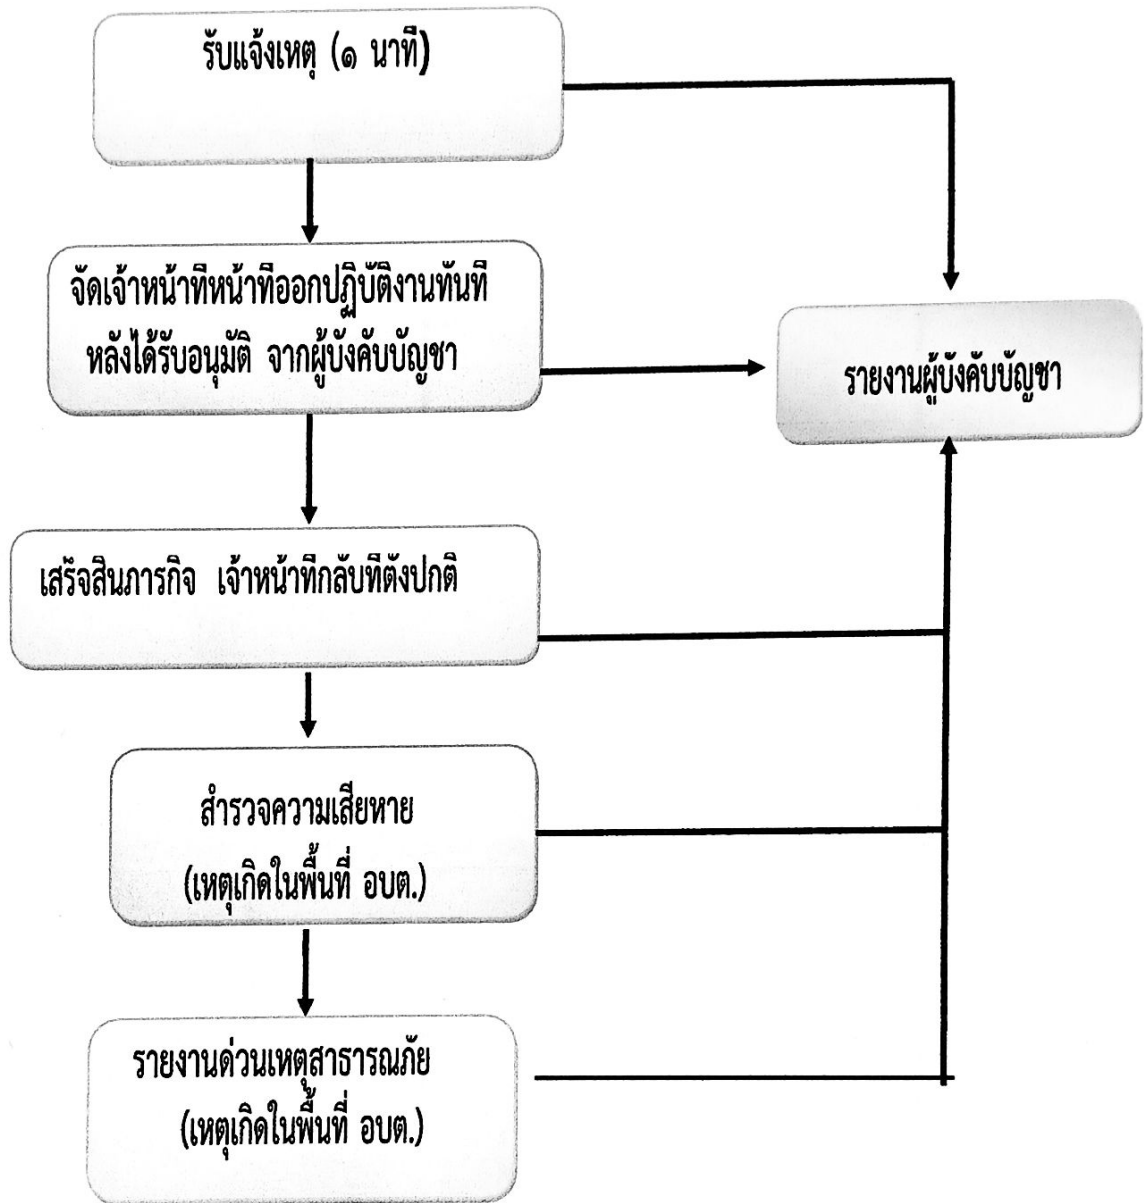 รับแจ้งเหตุ (๑ นาที)
จัดเจ้าหน้าที่หน้าที่ออกปฏิบัติงานทันที
หลังได้รับอนุมัติ จากผู้บังคับบัญชา
รายงานผู้บังคับบัญชา
เสร็จสิ้นภารกิจ เจ้าหน้าที่กลับที่ตั้งปกติ
สำรวจความเสียหาย
(เหตุเกิดในพื้นที่ อบต.)
รายงานด่วนเหตุสาธารณภัย
(เหตุเกิดในพื้นที่ อบต.)